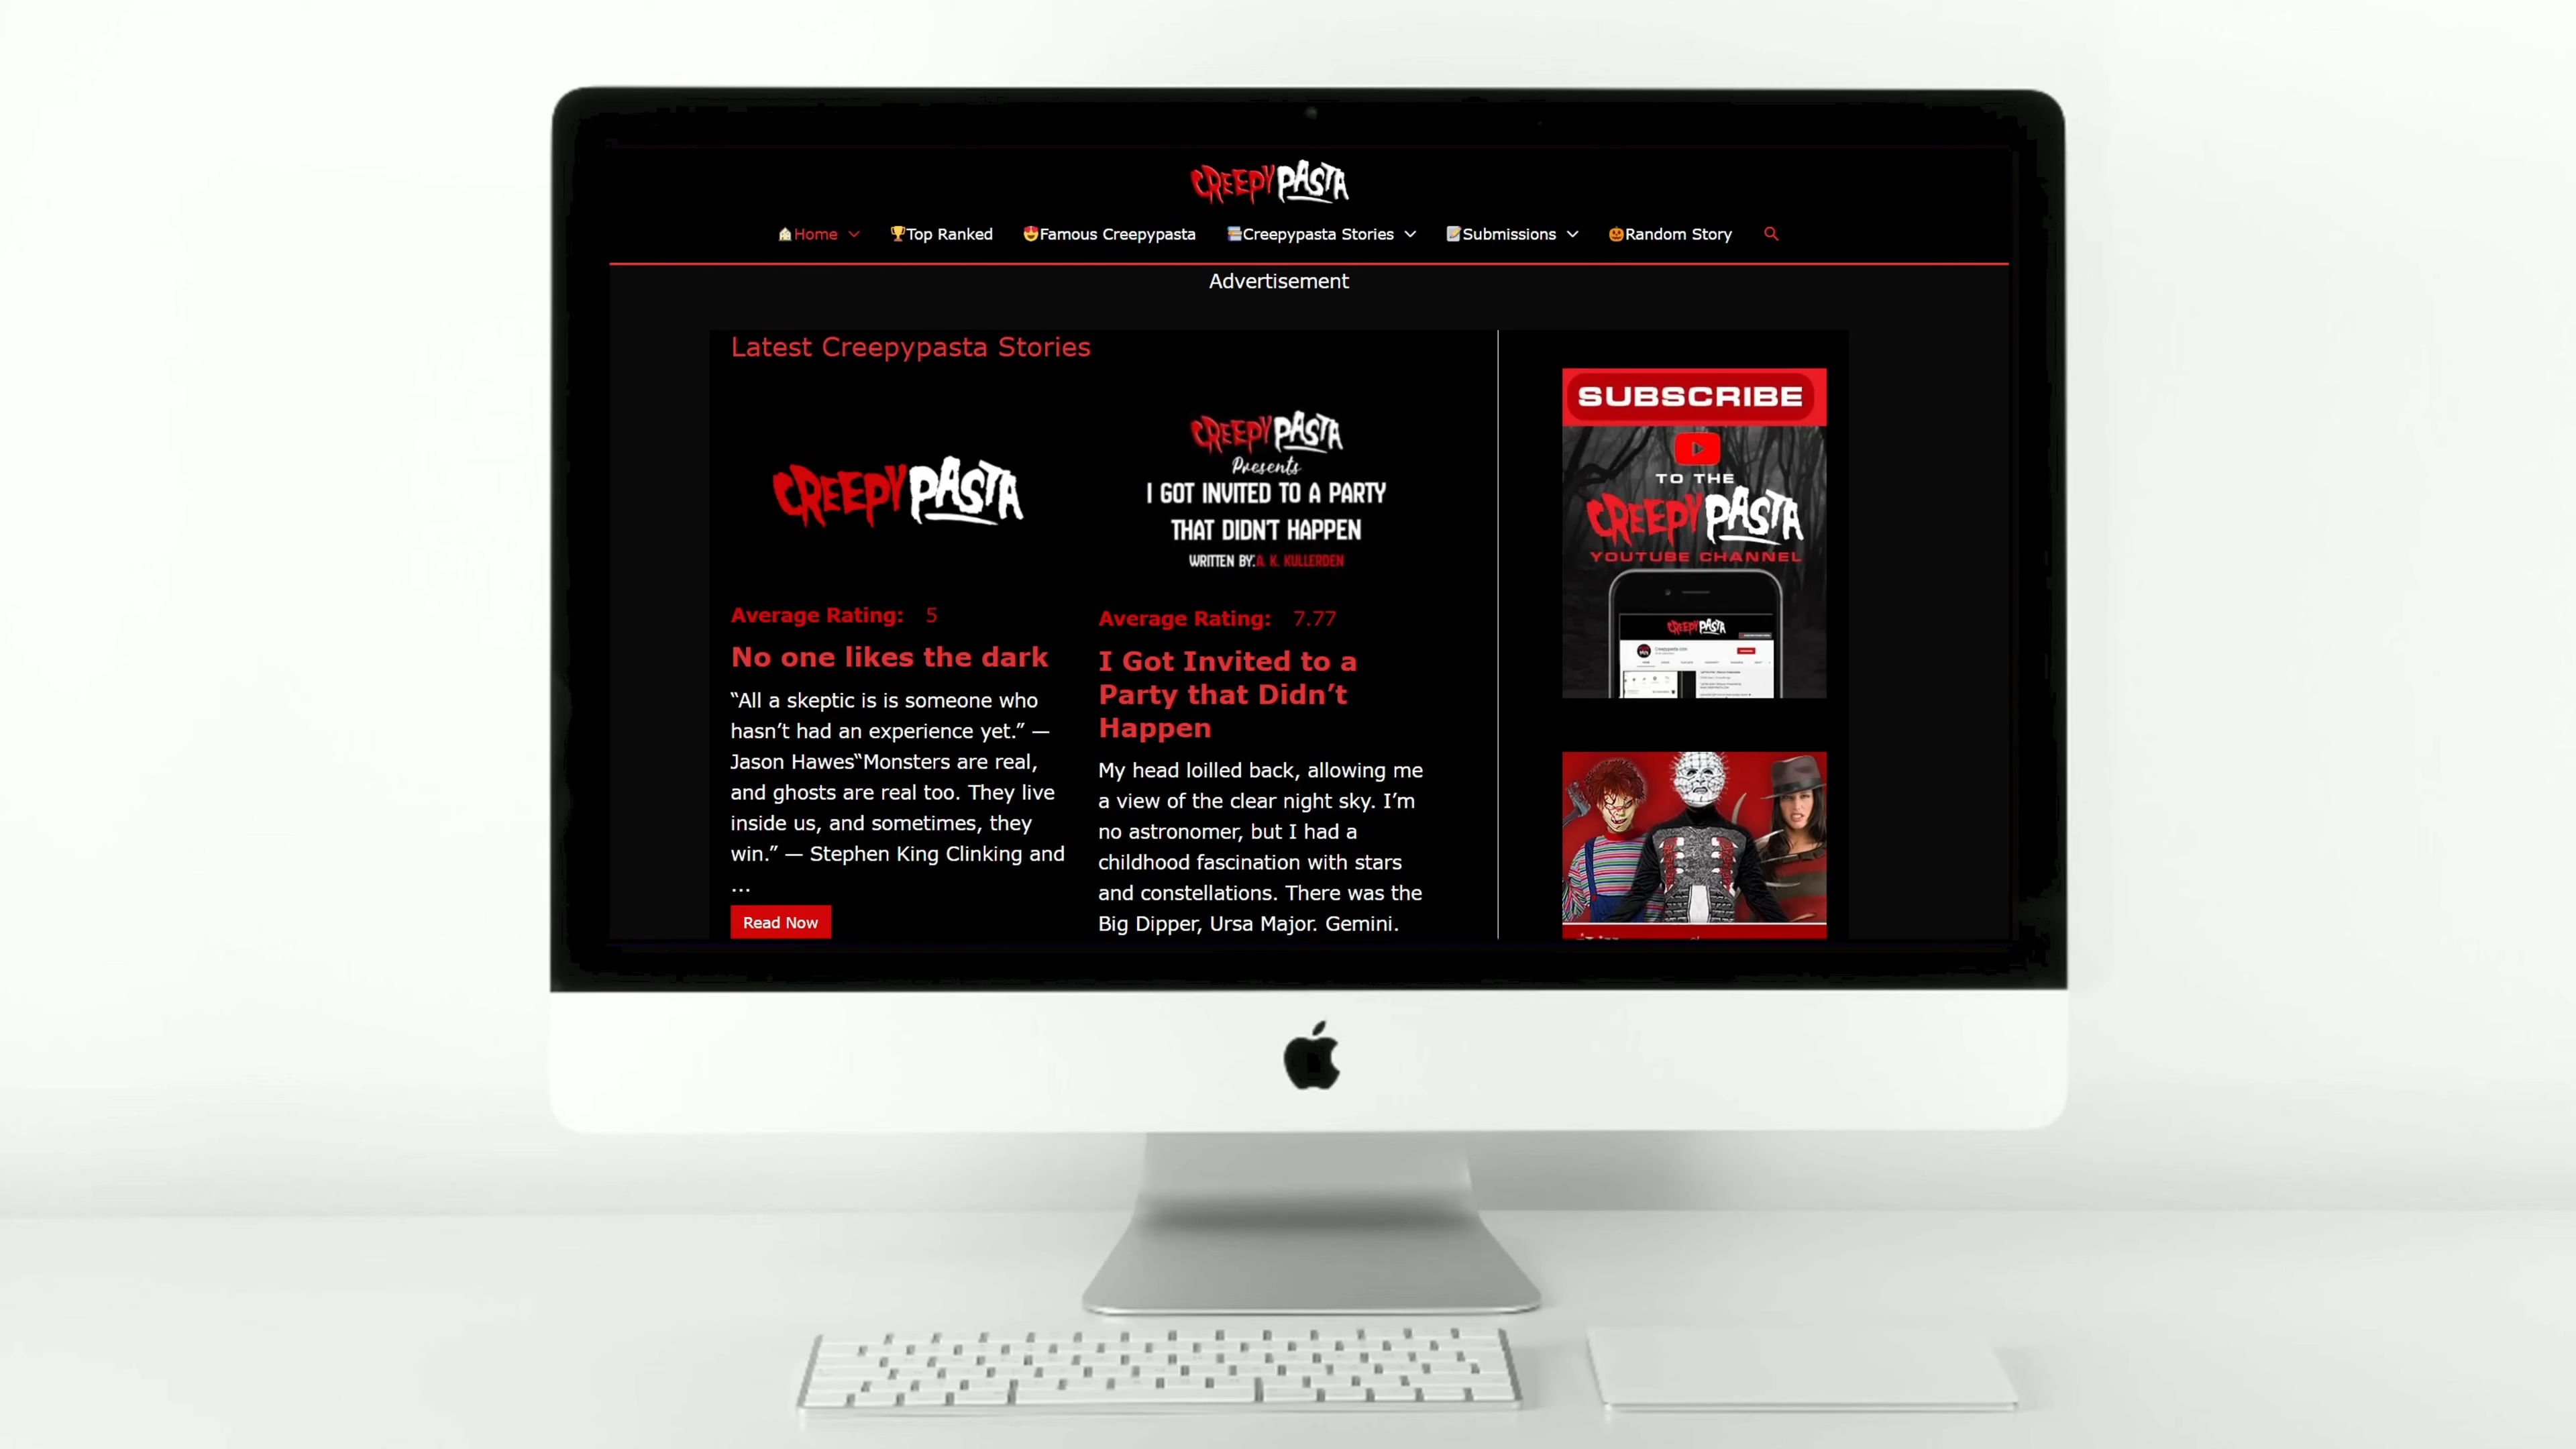 CREEPYPASTA
Home
Top Ranked
Famous Creepypasta
Creepypasta Stories
Submissions
Random Story
Advertisement
Latest Creepypasta Stories
CREEPYPASTA
Average Rating: 5
No one likes the dark
“All a skeptic is is someone who
hasn’t had an experience yet.” —
Jason Hawes“Monsters are real,
and ghosts are real too. They live
inside us, and sometimes, they
win.” — Stephen King Clinking and
...
Read Now
CREEPYPASTA
Presents
I GOT INVITED TO A PARTY
THAT DIDN'T HAPPEN
WRITTEN BY: A. K. KULLERDEN
Average Rating: 7.77
I Got Invited to a
Party that Didn’t
Happen
My head loilled back, allowing me
a view of the clear night sky. I’m
no astronomer, but I had a
childhood fascination with stars
and constellations. There was the
Big Dipper, Ursa Major. Gemini.
SUBSCRIBE
TO THE
CREEPYPASTA
YOUTUBE CHANNEL
CREEPYPASTA
Creepypasta.com